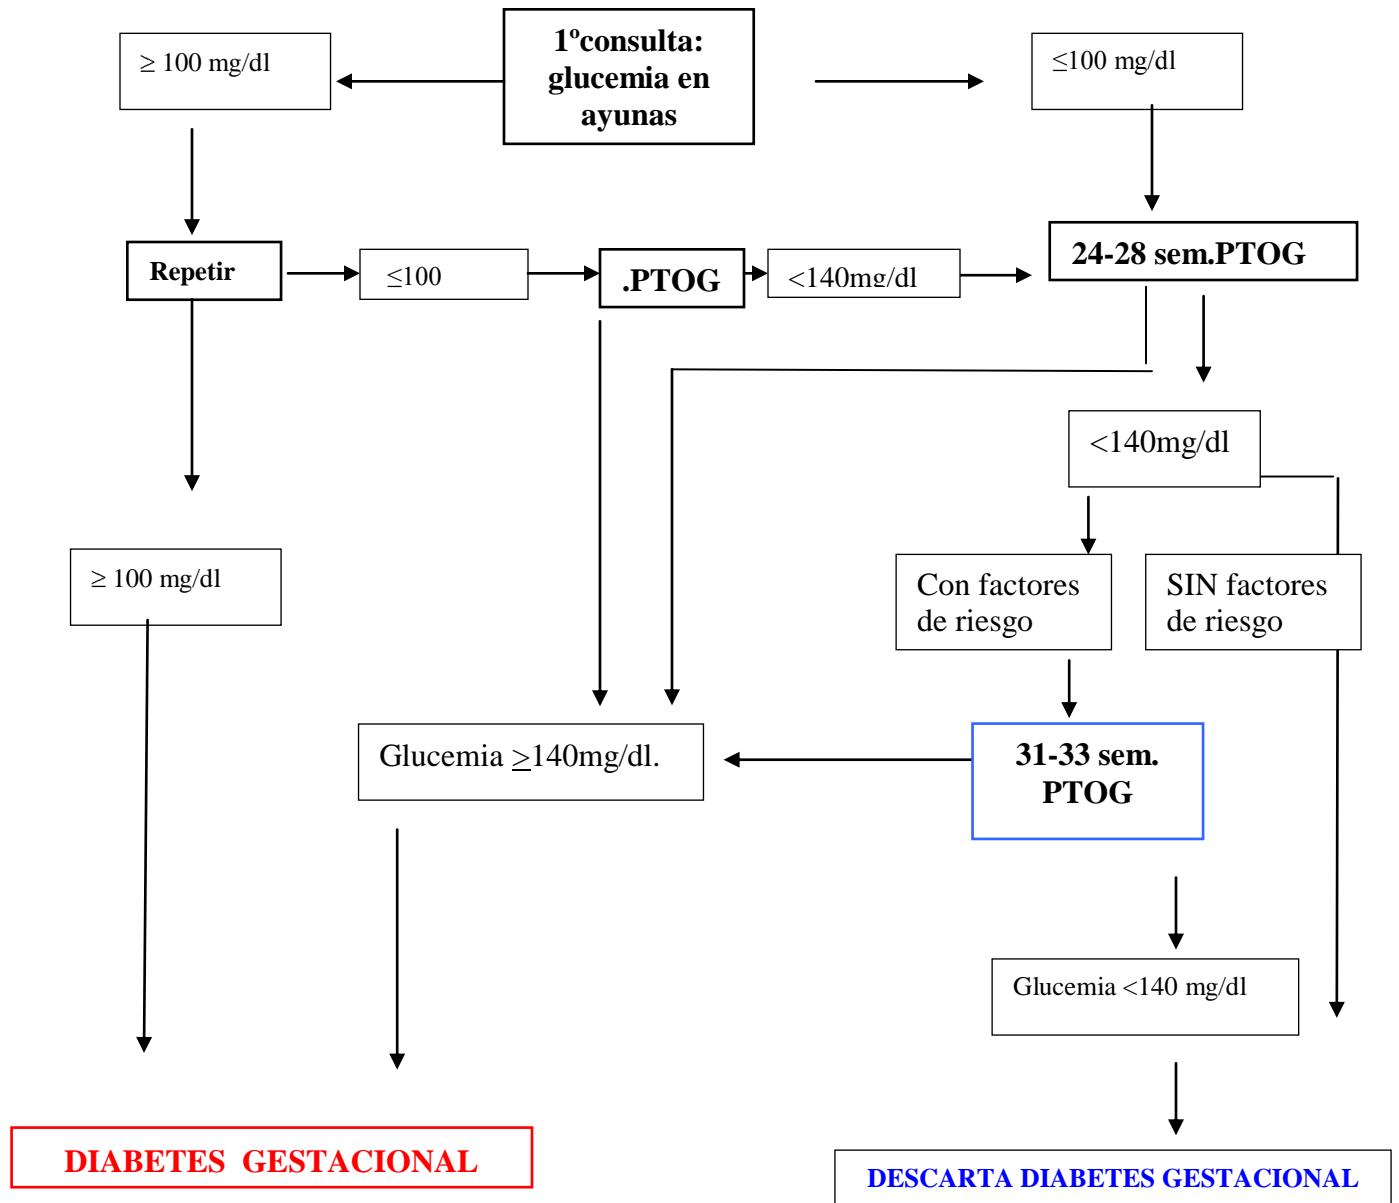 ≥ 100 mg/dl
1ºconsulta:
glucemia en
ayunas
≤100 mg/dl
Repetir
≤100
.PTOG
<140mg/dl
24-28 sem.PTOG
<140mg/dl
≥ 100 mg/dl
Con factores
de riesgo
SIN factores
de riesgo
Glucemia ≥140mg/dl.
31-33 sem.
PTOG
Glucemia <140 mg/dl
DIABETES GESTACIONAL
DESCARTA DIABETES GESTACIONAL